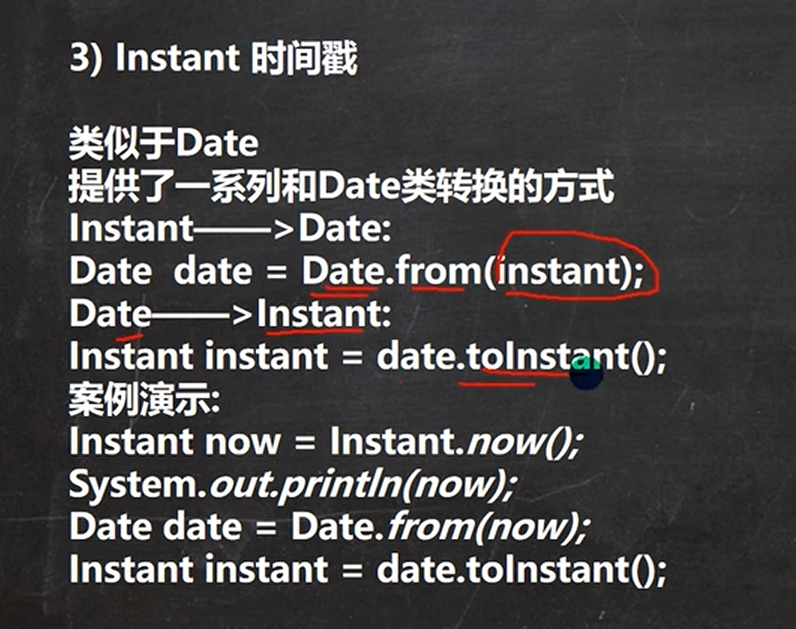 3) Instant 时间戳
类似于Date
提供了一系列和Date类转换的方式
Instant——>Date:
Date date = Date.from(instant);
Date——>Instant:
Instant instant = date.toInstant();
案例演示:
Instant now = Instant.now();
System.out.println(now);
Date date = Date.from(now);
Instant instant = date.toInstant();